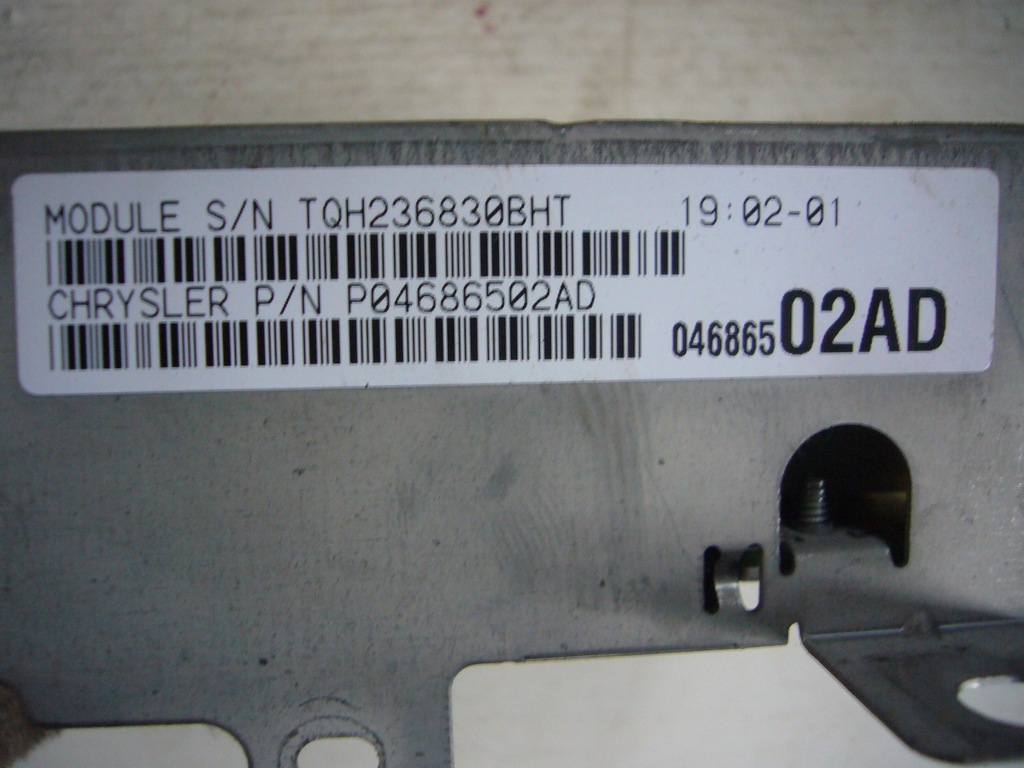 MODULE S/N TQH236830BHT 19:02-01
CHRYSLER P/N P04686502AD
04686502AD